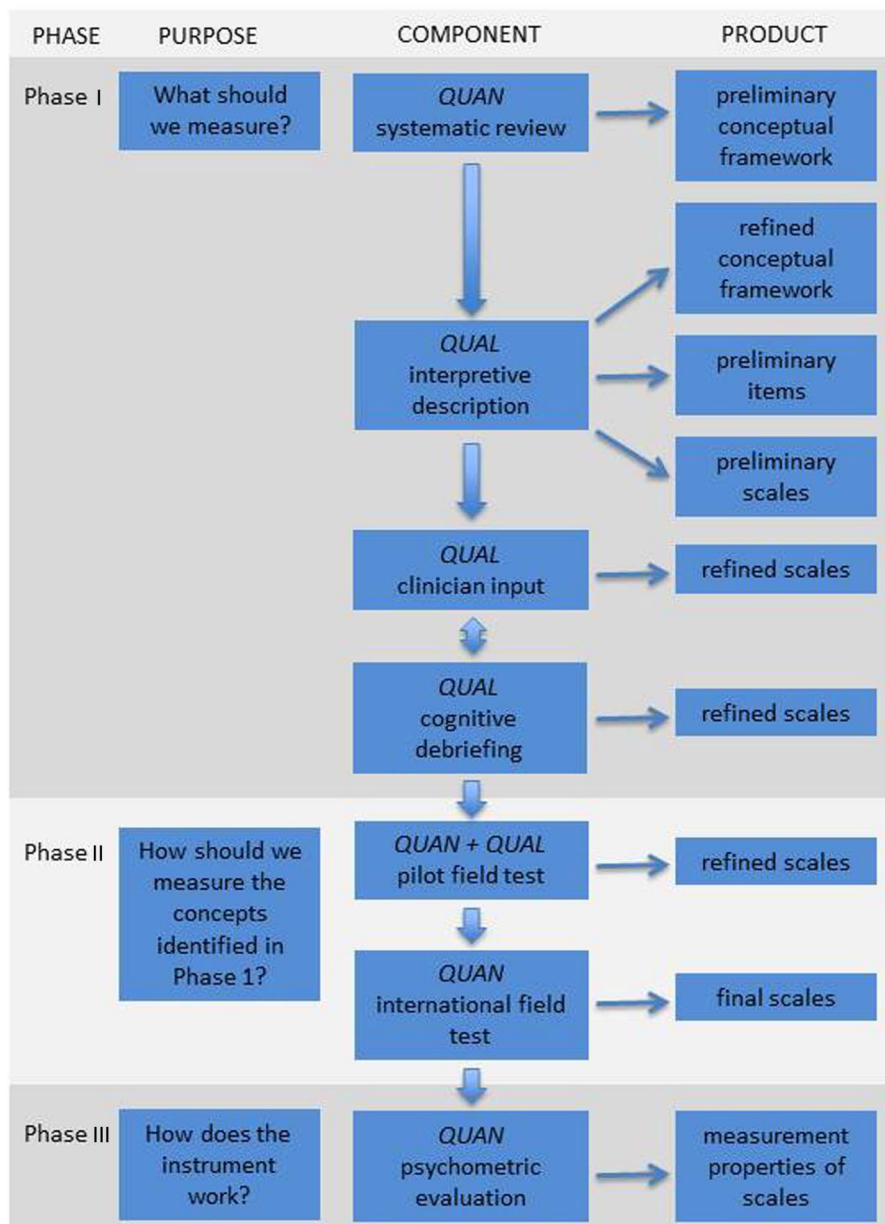 PHASE PURPOSE COMPONENT PRODUCT
Phase I
What should
we measure?
QUAN
systematic review
preliminary
conceptual
framework
refined
conceptual
framework
QUAL
interpretive
description
preliminary
items
preliminary
scales
QUAL
clinician input
refined scales
QUAL
cognitive
debriefing
refined scales
Phase II
How should we
measure the
concepts
identified in
Phase 1?
QUAN + QUAL
pilot field test
refined scales
QUAN
international field
test
final scales
Phase III
How does the
instrument
work?
QUAN
psychometric
evaluation
measurement
properties of
scales